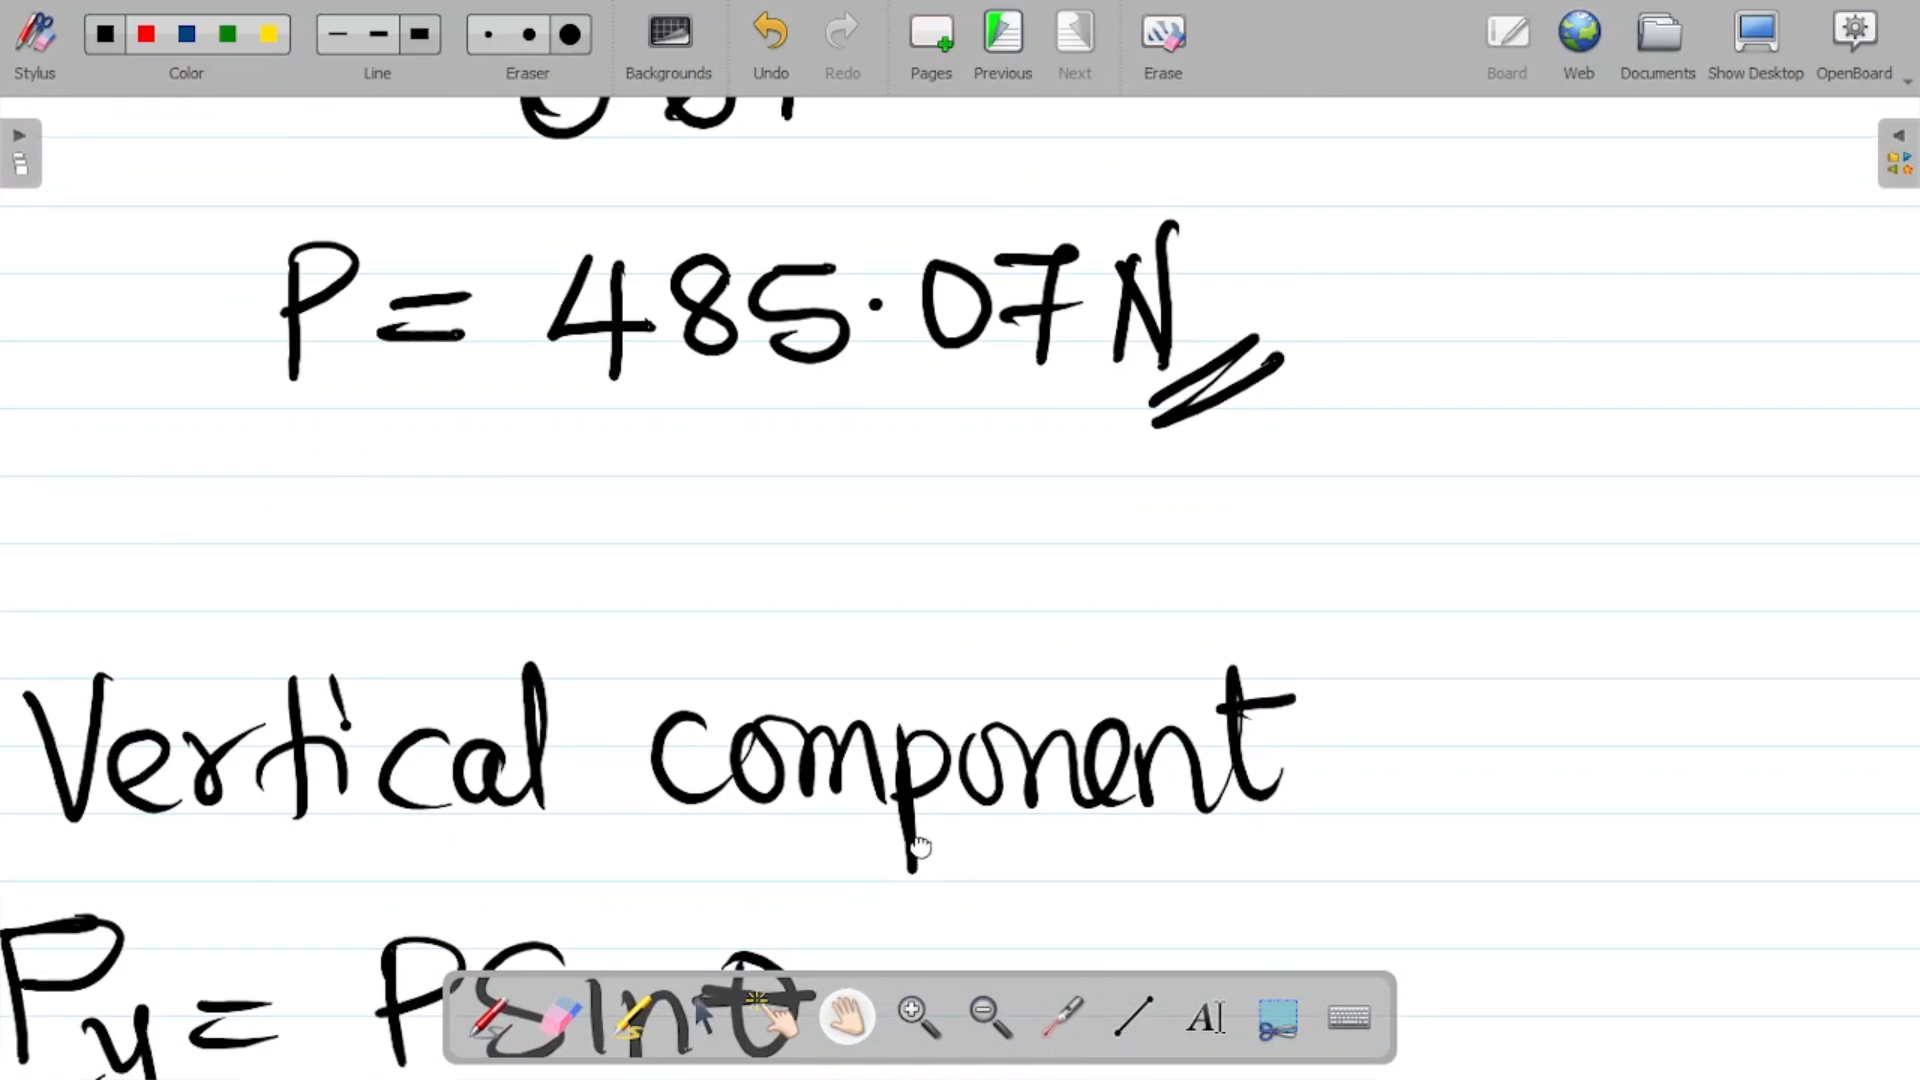 Stylus Color Line Eraser Backgrounds Undo Redo Pages Previous Next Erase Board Web Documents Show Desktop OpenBoard
P = 485.07 N
Vertical component
Py = PSinθ